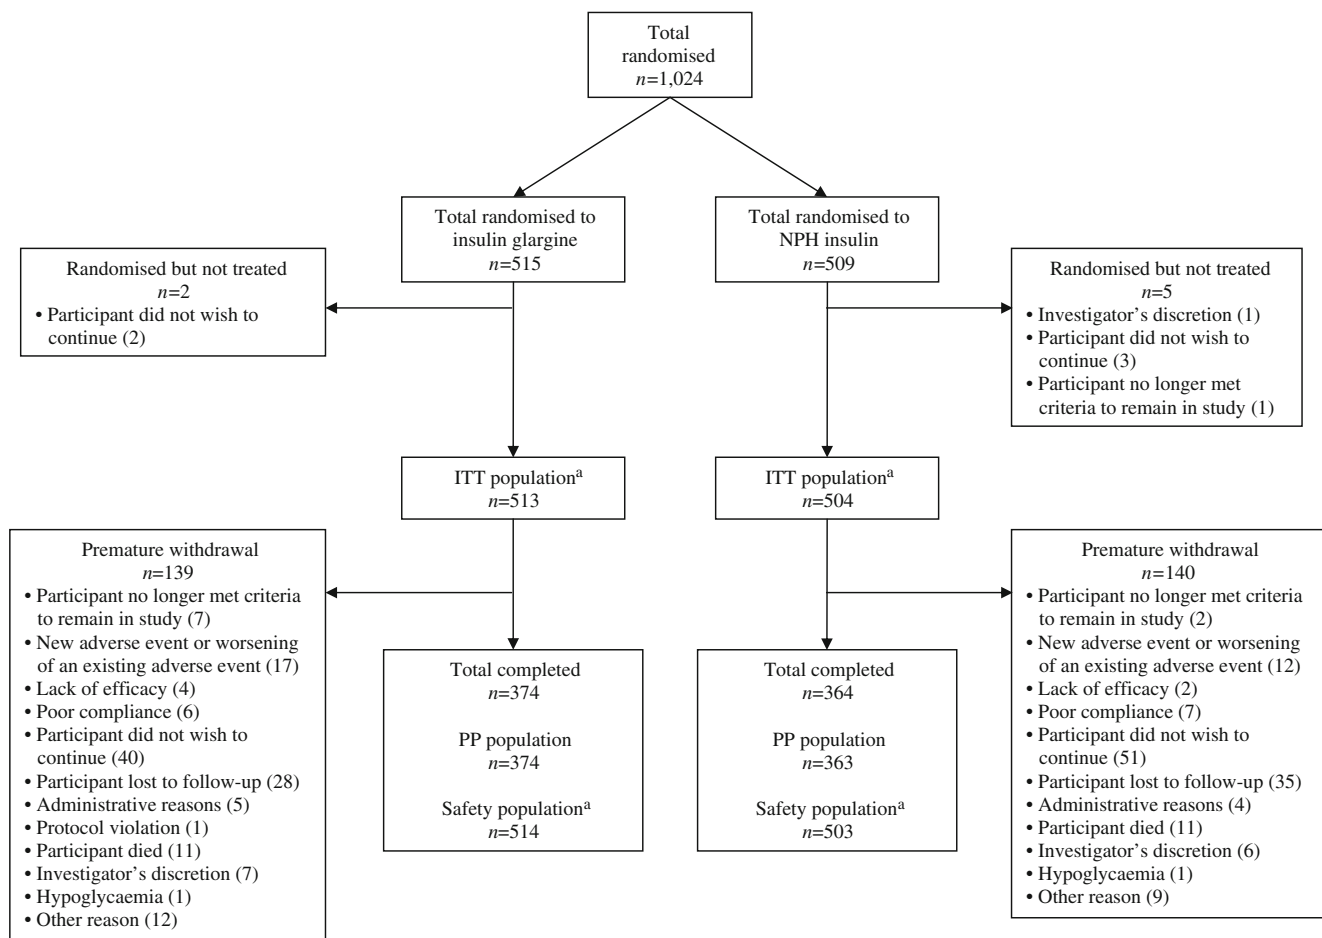 Total
randomised
n=1,024
Total randomised to
insulin glargine
n=515
Total randomised to
NPH insulin
n=509
Randomised but not treated
n=2
• Participant did not wish to
continue (2)
Randomised but not treated
n=5
• Investigator’s discretion (1)
• Participant did not wish to
continue (3)
• Participant no longer met
criteria to remain in study (1)
ITT populationᵃ
n=513
ITT populationᵃ
n=504
Premature withdrawal
n=139
• Participant no longer met criteria
to remain in study (7)
• New adverse event or worsening
of an existing adverse event (17)
• Lack of efficacy (4)
• Poor compliance (6)
• Participant did not wish to
continue (40)
• Participant lost to follow-up (28)
• Administrative reasons (5)
• Protocol violation (1)
• Participant died (11)
• Investigator’s discretion (7)
• Hypoglycaemia (1)
• Other reason (12)
Total completed
n=374
PP population
n=374
Safety populationᵃ
n=514
Total completed
n=364
PP population
n=363
Safety populationᵃ
n=503
Premature withdrawal
n=140
• Participant no longer met criteria
to remain in study (2)
• New adverse event or worsening
of an existing adverse event (12)
• Lack of efficacy (2)
• Poor compliance (7)
• Participant did not wish to
continue (51)
• Participant lost to follow-up (35)
• Administrative reasons (4)
• Participant died (11)
• Investigator’s discretion (6)
• Hypoglycaemia (1)
• Other reason (9)